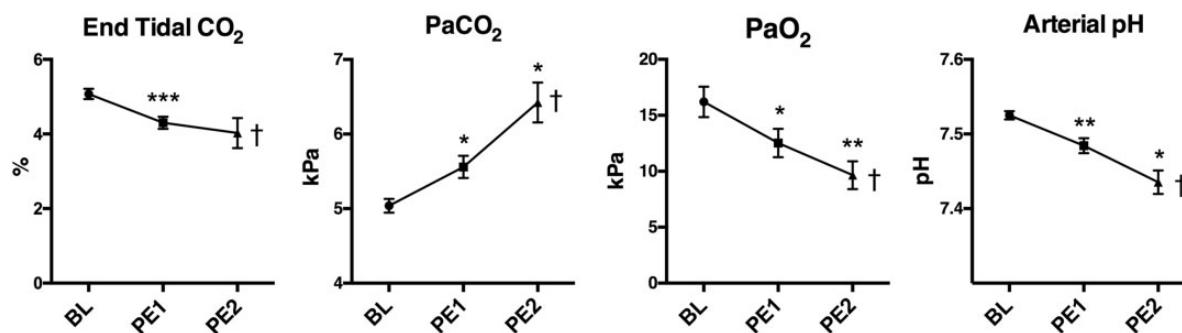 End Tidal CO2
%
6
4
2
0
***
†
BL
PE1
PE2
PaCO2
kPa
7
6
5
4
*
*
†
BL
PE1
PE2
PaO2
kPa
20
15
10
5
0
*
**
†
BL
PE1
PE2
Arterial pH
pH
7.6
7.5
7.4
**
*
†
BL
PE1
PE2